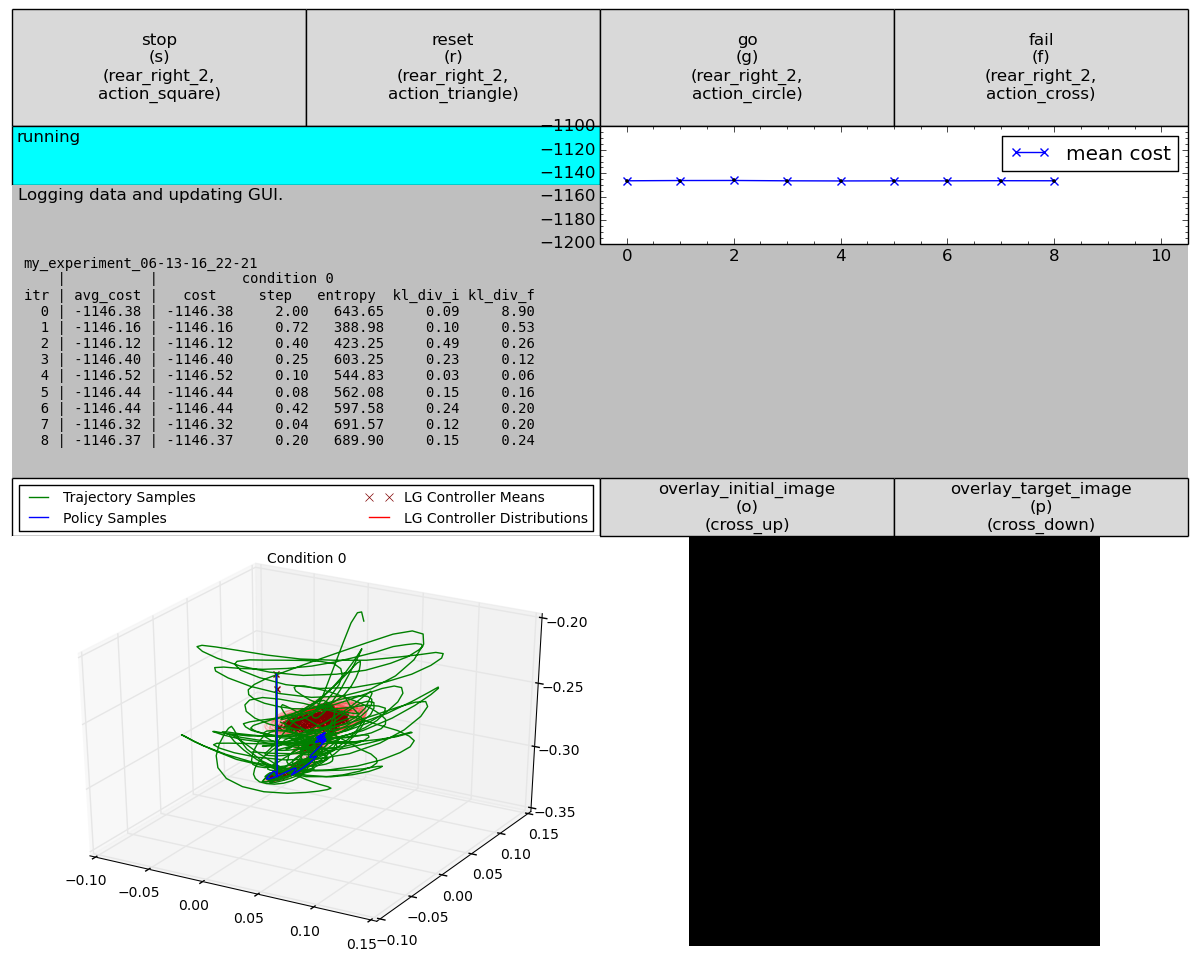 stop
(s)
(rear_right_2,
action_square)
reset
(r)
(rear_right_2,
action_triangle)
go
(g)
(rear_right_2,
action_circle)
fail
(f)
(rear_right_2,
action_cross)
running
Logging data and updating GUI.
−1100
−1120
−1140
−1160
−1180
−1200
mean cost
0 2 4 6 8 10
my_experiment_06-13-16_22-21
| | condition 0
itr | avg_cost | cost step entropy kl_div_i kl_div_f
0 | -1146.38 | -1146.38 2.00 643.65 0.09 8.90
1 | -1146.16 | -1146.16 0.72 388.98 0.10 0.53
2 | -1146.12 | -1146.12 0.40 423.25 0.49 0.26
3 | -1146.40 | -1146.40 0.25 603.25 0.23 0.12
4 | -1146.52 | -1146.52 0.10 544.83 0.03 0.06
5 | -1146.44 | -1146.44 0.08 562.08 0.15 0.16
6 | -1146.44 | -1146.44 0.42 597.58 0.24 0.20
7 | -1146.32 | -1146.32 0.04 691.57 0.12 0.20
8 | -1146.37 | -1146.37 0.20 689.90 0.15 0.24
Trajectory Samples
Policy Samples
LG Controller Means
LG Controller Distributions
overlay_initial_image
(o)
(cross_up)
overlay_target_image
(p)
(cross_down)
Condition 0
−0.20
−0.25
−0.30
−0.35
0.15
0.10
0.05
0.00
−0.05
−0.10
−0.10
−0.05
0.00
0.05
0.10
0.15